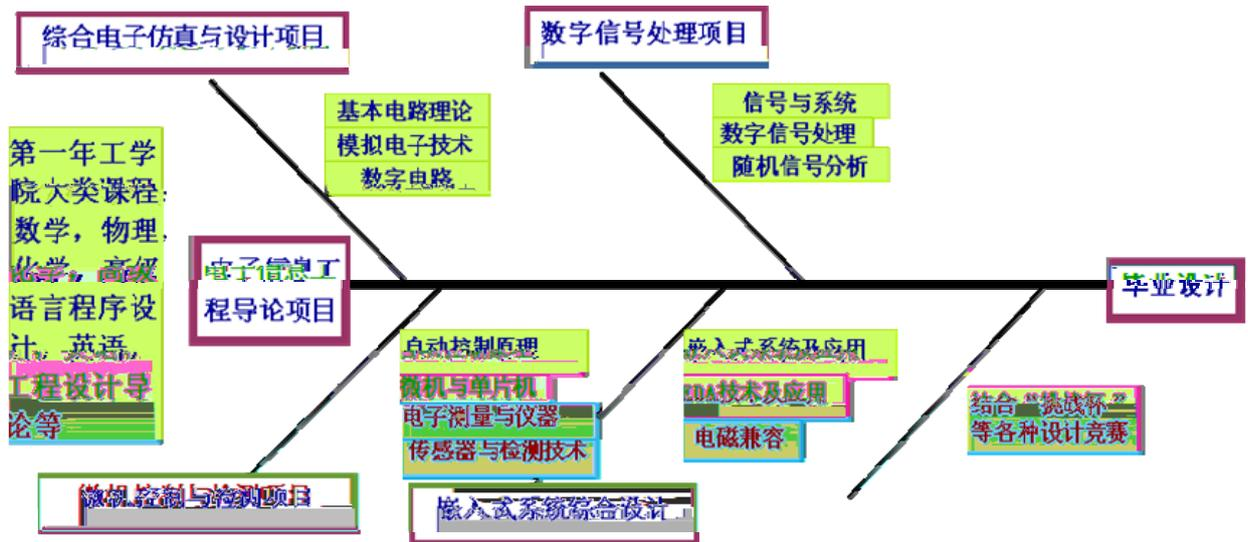 综合电子仿真与设计项目
数字信号处理项目
基本电路理论
模拟电子技术
数字电路
信号与系统
数字信号处理
随机信号分析
第一年工学
院大类课程:
数学，物理，
化学，高级
语言程序设
计，英语，
工程设计导
论等
电子信息工
程导论项目
毕业设计
自动控制原理
微机与单片机
电子测量与仪器
传感器与检测技术
嵌入式系统及应用
EDA技术及应用
电磁兼容
结合“挑战杯”
等各种设计竞赛
微机控制与检测项目
嵌入式系统综合设计